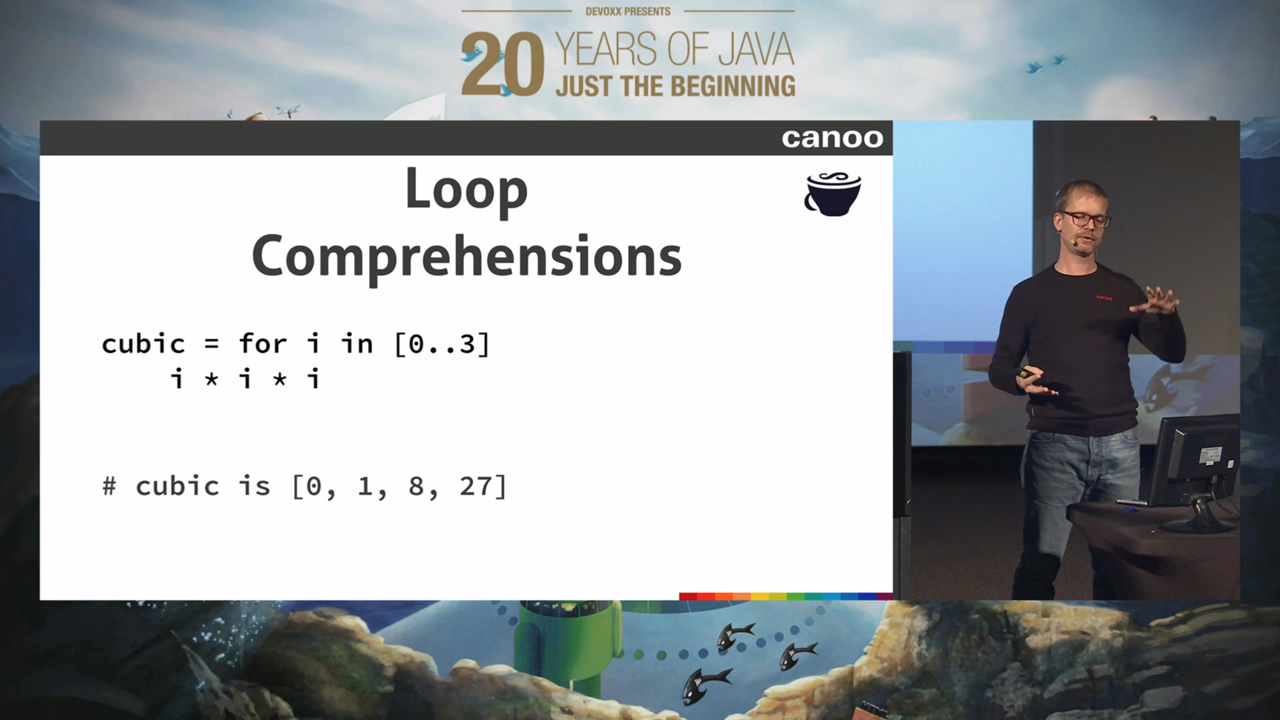 DEVOXX PRESENTS
20 YEARS OF JAVA
JUST THE BEGINNING
canoo
Loop
Comprehensions
cubic = for i in [0..3]
i * i * i
# cubic is [0, 1, 8, 27]
canoo